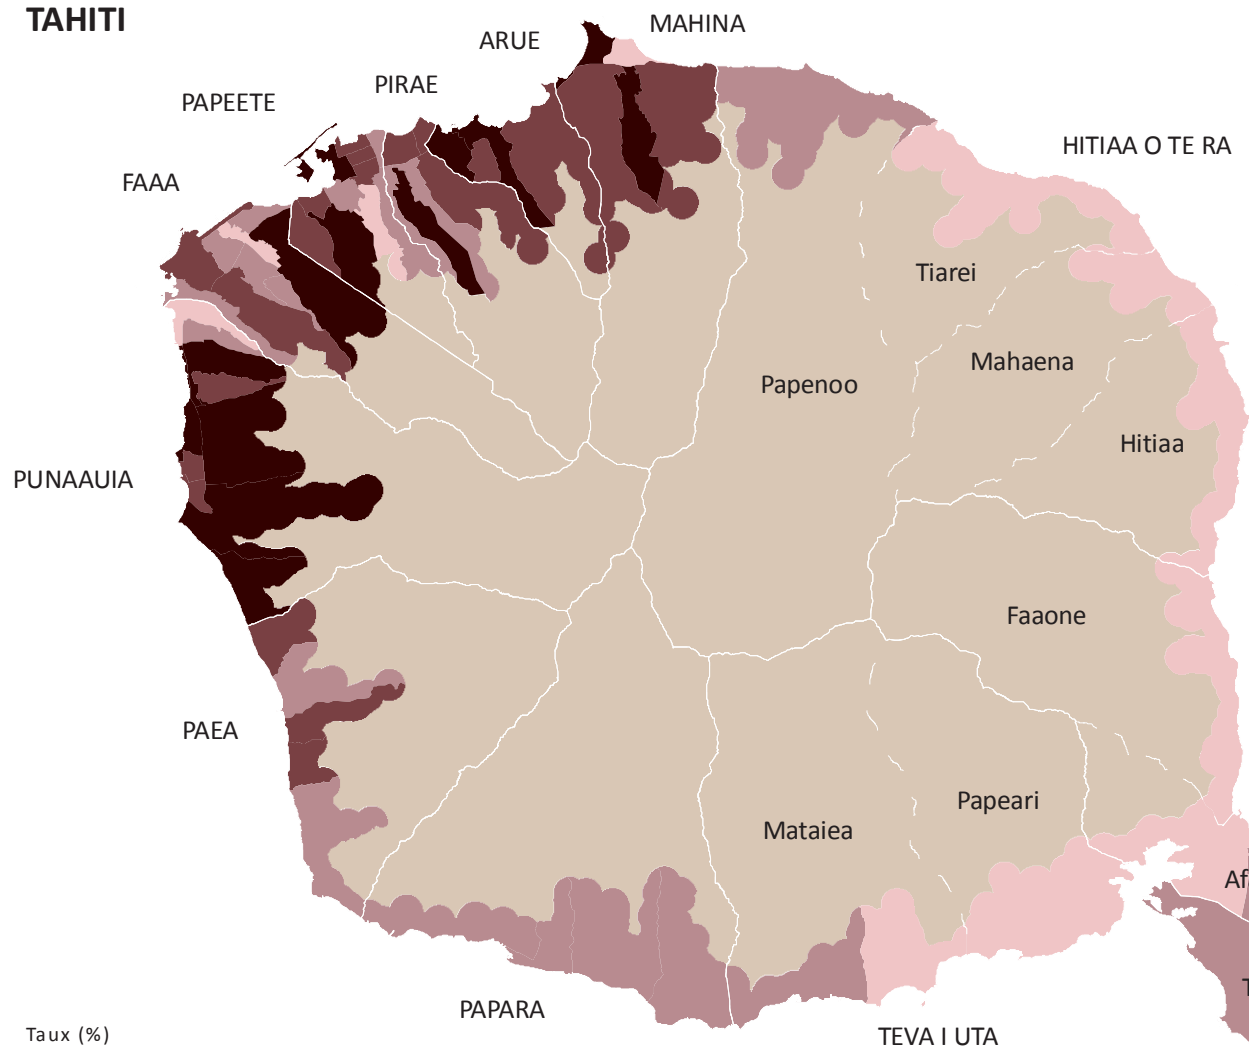 TAHITI
MAHINA
ARUE
PIRAE
PAPEETE
HITIAA O TE RA
FAAA
Tiarei
Mahaena
Papenoo
Hitiaa
PUNAAUIA
Faaone
PAEA
Papeari
Mataiea
Af
T
PAPARA
Taux (%)
TEVA I UTA